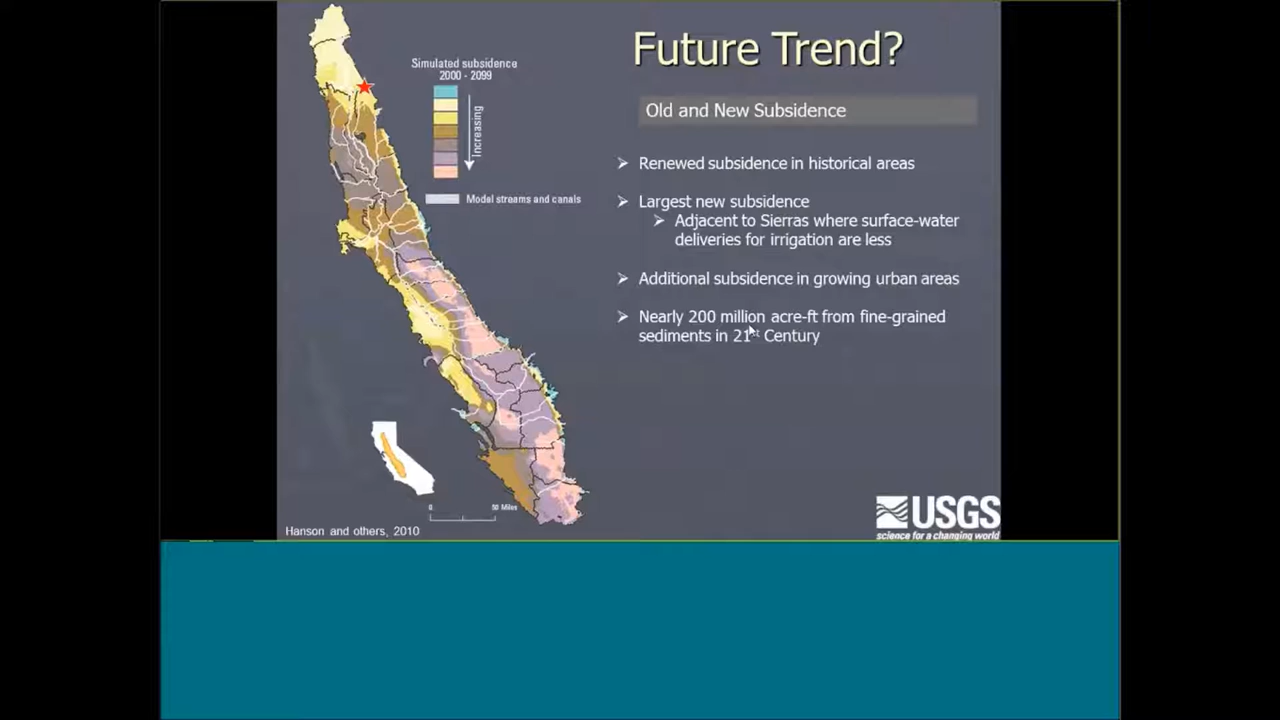 Future Trend?
Simulated subsidence
2000 - 2099
Increasing
Model streams and canals
Old and New Subsidence
Renewed subsidence in historical areas
Largest new subsidence
Adjacent to Sierras where surface-water
deliveries for irrigation are less
Additional subsidence in growing urban areas
Nearly 200 million acre-ft from fine-grained
sediments in 21st Century
0 50 Miles
Hanson and others, 2010
USGS
science for a changing world